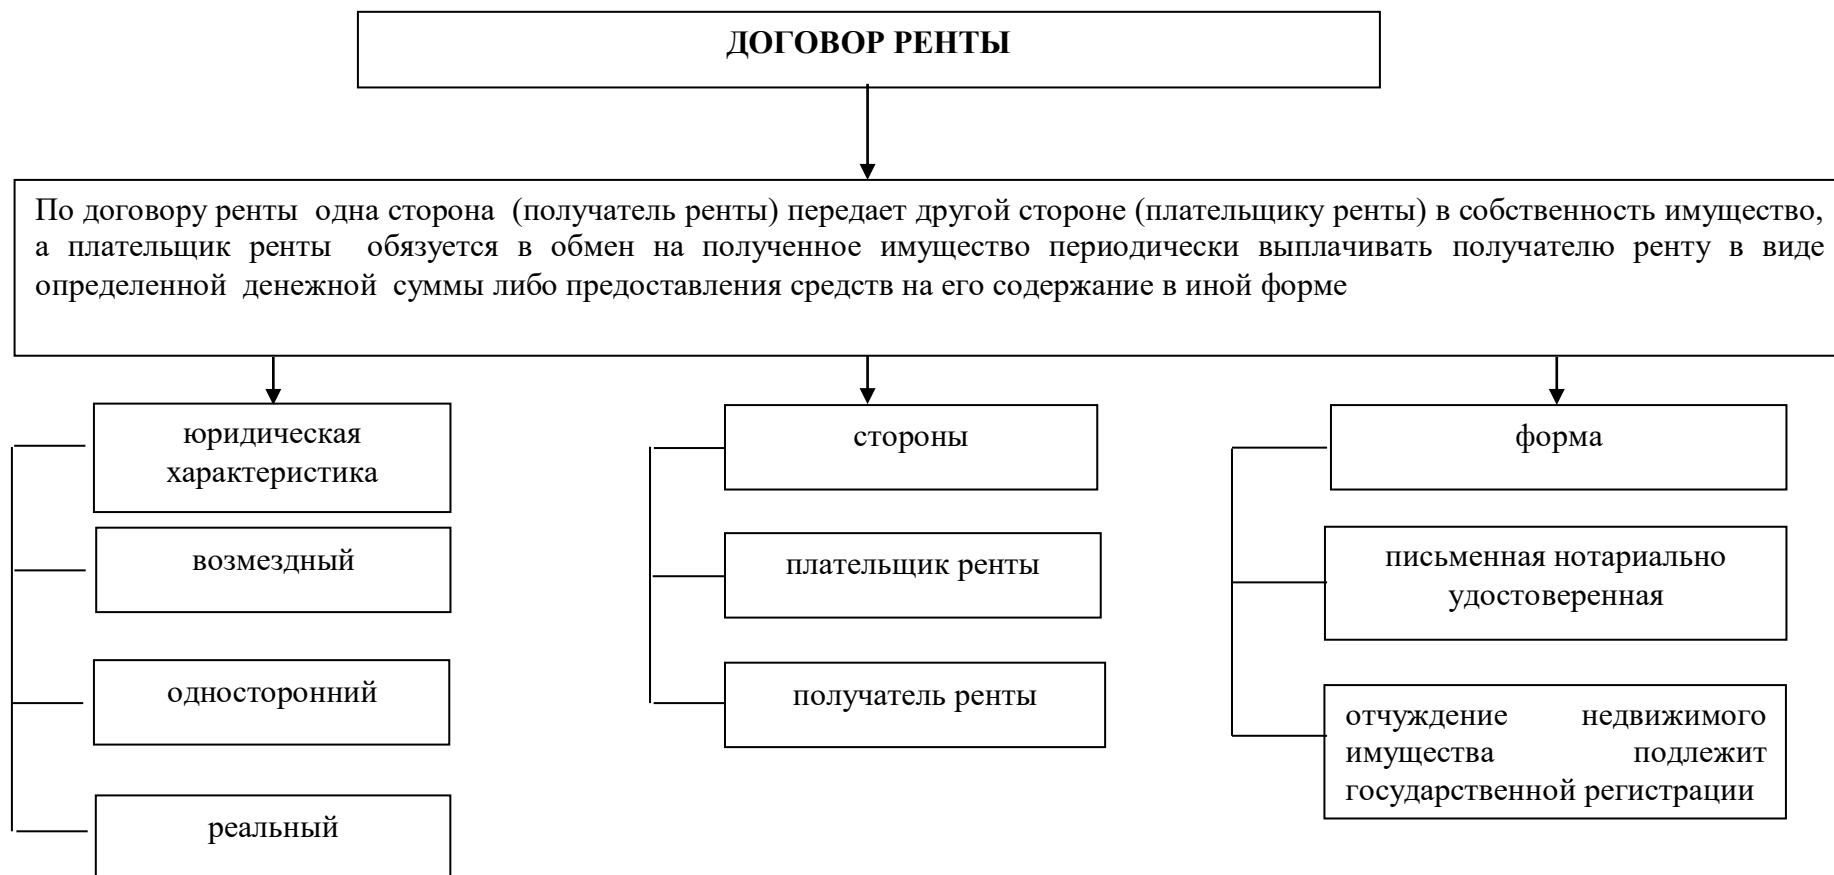 ДОГОВОР РЕНТЫ
По договору ренты одна сторона (получатель ренты) передает другой стороне (плательщику ренты) в собственность имущество,
а плательщик ренты обязуется в обмен на полученное имущество периодически выплачивать получателю ренту в виде
определенной денежной суммы либо предоставления средств на его содержание в иной форме
юридическая
характеристика
возмездный
односторонний
реальный
стороны
плательщик ренты
получатель ренты
форма
письменная нотариально
удостоверенная
отчуждение недвижимого
имущества подлежит
государственной регистрации